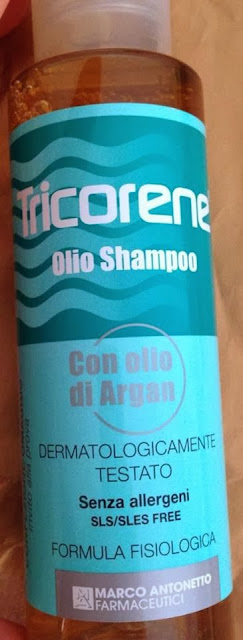 Tricorene
Olio Shampoo
Con olio
di Argan
DERMATOLOGICAMENTE
TESTATO
Senza allergeni
SLS/SLES FREE
FORMULA FISIOLOGICA
MARCO ANTONETTO
FARMACEUTICI